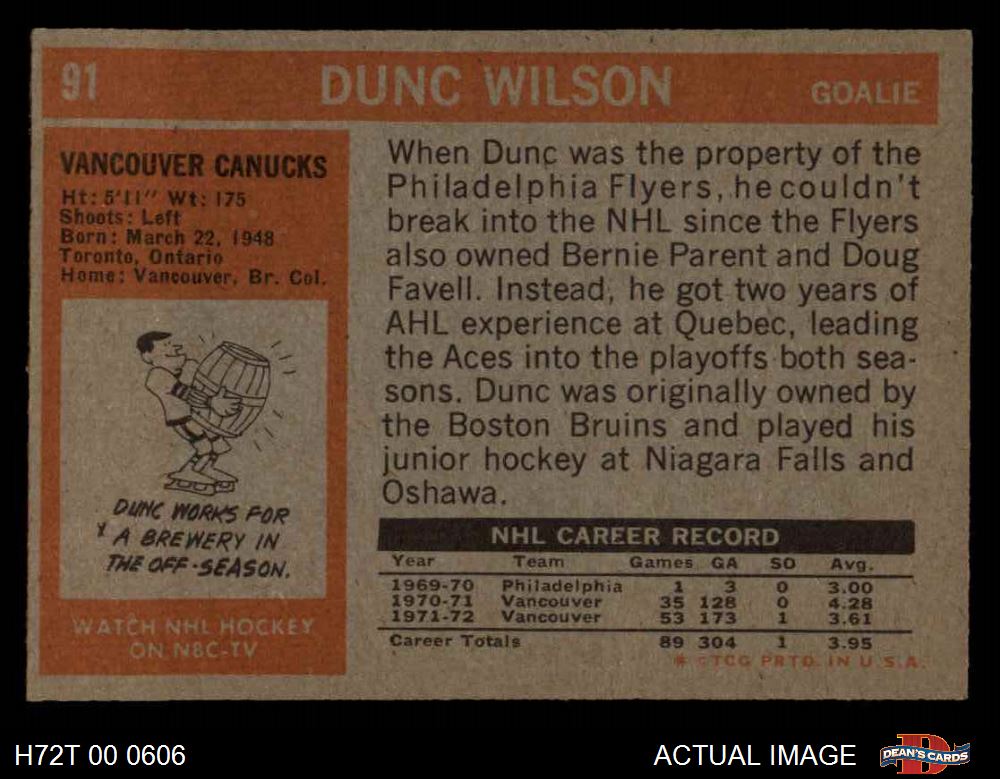 91 DUNC WILSON GOALIE
VANCOUVER CANUCKS
Ht: 5'11" Wt: 175
Shoots: Left
Born: March 22, 1948
Toronto, Ontario
Home: Vancouver, Br. Col.
DUNC WORKS FOR
A BREWERY IN
THE OFF-SEASON.
WATCH NHL HOCKEY
ON NBC-TV
When Dunc was the property of the
Philadelphia Flyers, he couldn't
break into the NHL since the Flyers
also owned Bernie Parent and Doug
Favell. Instead, he got two years of
AHL experience at Quebec, leading
the Aces into the playoffs both sea-
sons. Dunc was originally owned by
the Boston Bruins and played his
junior hockey at Niagara Falls and
Oshawa.
NHL CAREER RECORD
Year Team Games GA SO Avg.
1969-70 Philadelphia 1 3 0 3.00
1970-71 Vancouver 35 128 0 4.28
1971-72 Vancouver 53 173 1 3.61
Career Totals 89 304 1 3.95
* ©TCG PRTD. IN U.S.A.
H72T 00 0606
ACTUAL IMAGE
DEAN'S CARDS